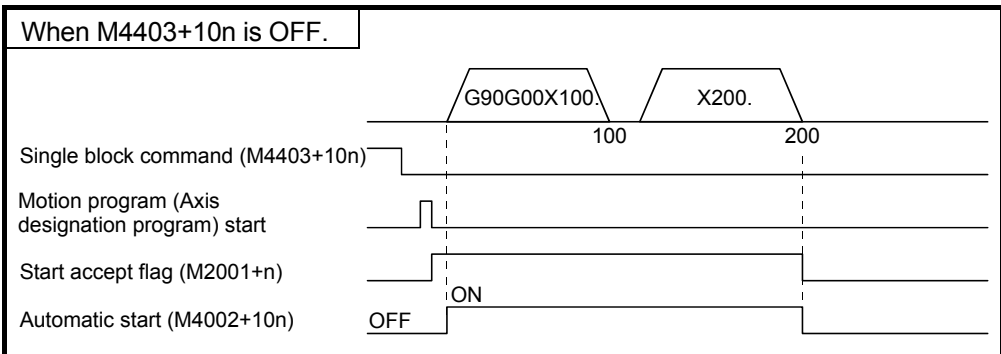 When M4403+10n is OFF.
G90G00X100.
X200.
100
200
Single block command (M4403+10n)
Motion program (Axis
designation program) start
Start accept flag (M2001+n)
ON
Automatic start (M4002+10n)
OFF